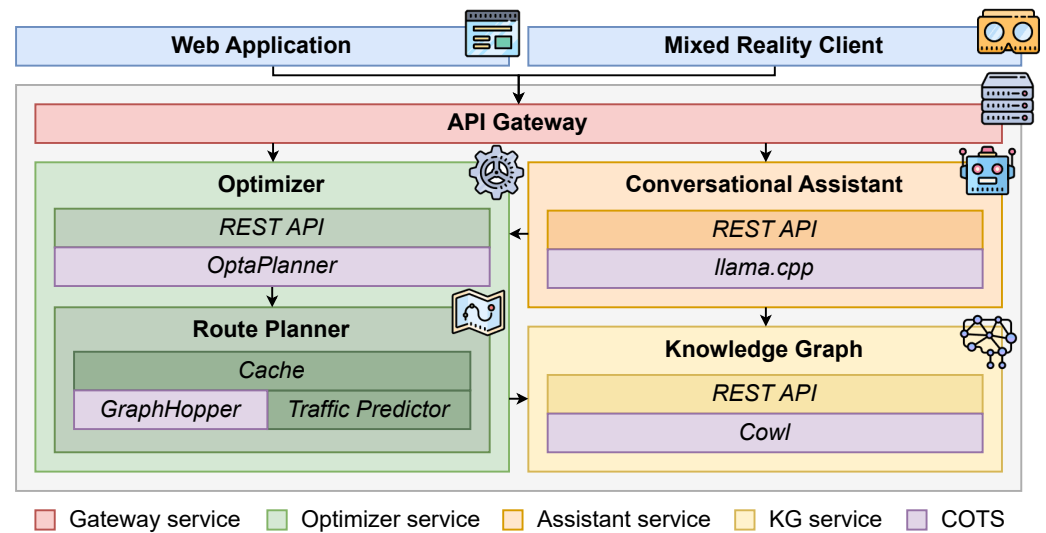 Web Application
Mixed Reality Client
API Gateway
Optimizer
REST API
OptaPlanner
Route Planner
Cache
GraphHopper
Traffic Predictor
Conversational Assistant
REST API
llama.cpp
Knowledge Graph
REST API
Cowl
Gateway service
Optimizer service
Assistant service
KG service
COTS